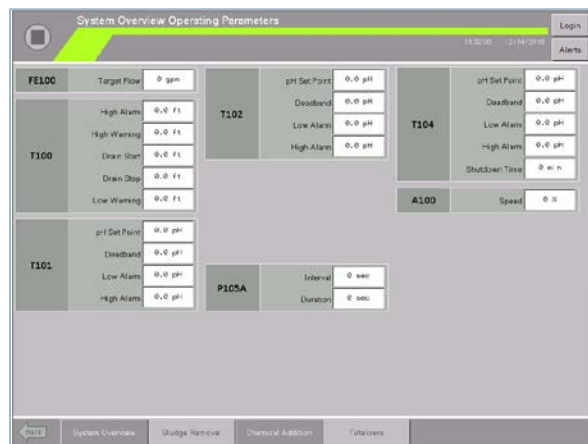 System Overview Operating Parameters
Login
Alerts
12/14/2018
FE100
Target Flow 0 gpm
T100
High Alarm 0.0 ft
High Warning 0.0 ft
Drain Start 0.0 ft
Drain Stop 0.0 ft
Low Warning 0.0 ft
T101
pH Set Point 0.0 pH
Deadband 0.0 pH
Low Alarm 0.0 pH
High Alarm 0.0 pH
T102
pH Set Point 0.0 pH
Deadband 0.0 pH
Low Alarm 0.0 pH
High Alarm 0.0 pH
P105A
Interval 0 sec
Duration 0 sec
T104
pH Set Point 0.0 pH
Deadband 0.0 pH
Low Alarm 0.0 pH
High Alarm 0.0 pH
Shutdown Time 0 min
A100
Speed 0 %
Back
System Overview
Sludge Removal
Chemical Addition
Totalizers